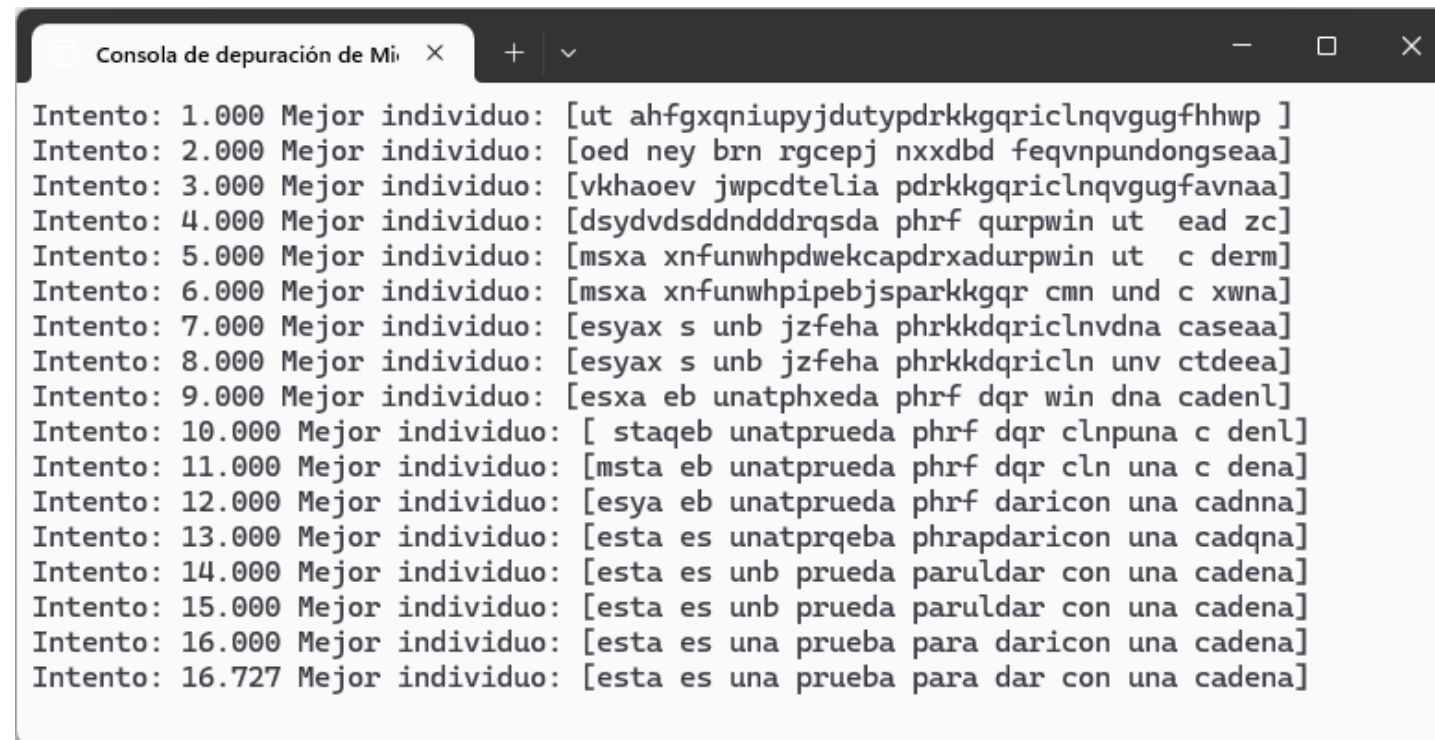 Consola de depuración de Mi
Intento: 1.000 Mejor individuo: [ut ahfgxqniupyjdutypdrkkgqriclnqvgugfhhwp ]
Intento: 2.000 Mejor individuo: [oed ney brn rgcepj nxxdbd feqvnpundongseaa]
Intento: 3.000 Mejor individuo: [vkhaoev jwpcdtelia pdrkkgqriclnqvgugfavnaa]
Intento: 4.000 Mejor individuo: [dsydvdsddndddrqsda phrf qurpwin ut  ead zc]
Intento: 5.000 Mejor individuo: [msxa xnfunwhpdwekcapdrxadurpwin ut  c derm]
Intento: 6.000 Mejor individuo: [msxa xnfunwhpipebjsparkkgqr cmn und c xwna]
Intento: 7.000 Mejor individuo: [esyax s unb jzfeha phrkkdqriclnvdna caseaa]
Intento: 8.000 Mejor individuo: [esyax s unb jzfeha phrkkdqricln unv ctdeea]
Intento: 9.000 Mejor individuo: [esxa eb unatphxeda phrf dqr win dna cadenl]
Intento: 10.000 Mejor individuo: [ staqeb unatprueda phrf dqr clnpuna c denl]
Intento: 11.000 Mejor individuo: [msta eb unatprueda phrf dqr cln una c dena]
Intento: 12.000 Mejor individuo: [esya eb unatprueda phrf daricon una cadnna]
Intento: 13.000 Mejor individuo: [esta es unatprqeba phrapdaricon una cadqna]
Intento: 14.000 Mejor individuo: [esta es unb prueda paruldar con una cadena]
Intento: 15.000 Mejor individuo: [esta es unb prueda paruldar con una cadena]
Intento: 16.000 Mejor individuo: [esta es una prueba para daricon una cadena]
Intento: 16.727 Mejor individuo: [esta es una prueba para dar con una cadena]